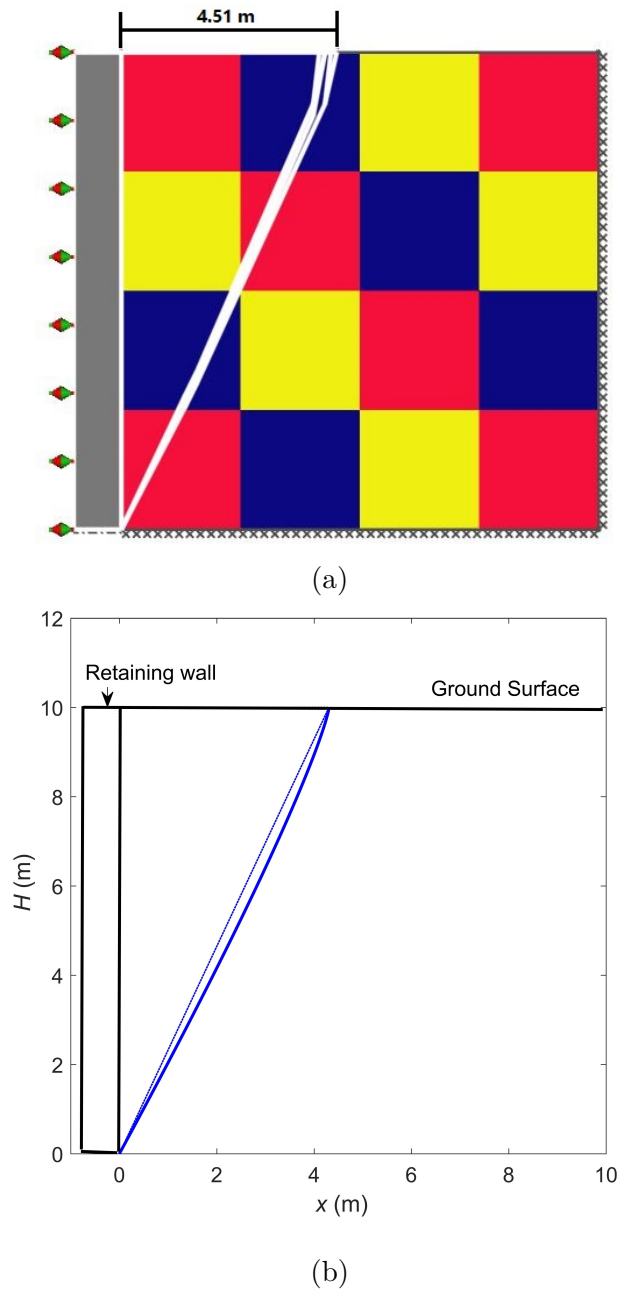 4.51 m
(a)
12
Retaining wall
Ground Surface
10
8
H (m)
6
4
2
0
0 2 4 6 8 10
x (m)
(b)